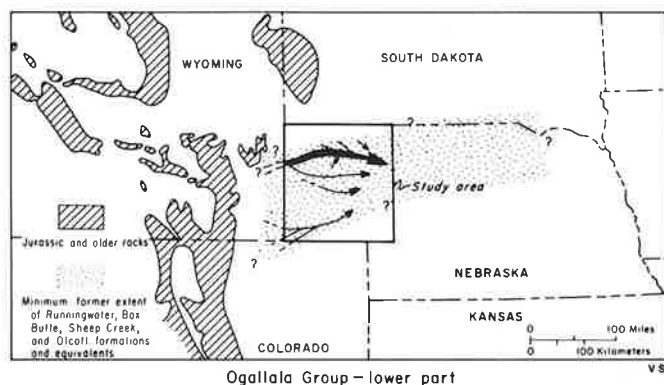 WYOMING
SOUTH DAKOTA
?
?
?
?
Study area
?
?
?
Jurassic and older rocks
NEBRASKA
Minimum former extent
of Runningwater, Box
Butte, Sheep Creek,
and Olcott formations
and equivalents
KANSAS
0 100 Miles
0 100 Kilometers
COLORADO
VS
Ogallala Group – lower part